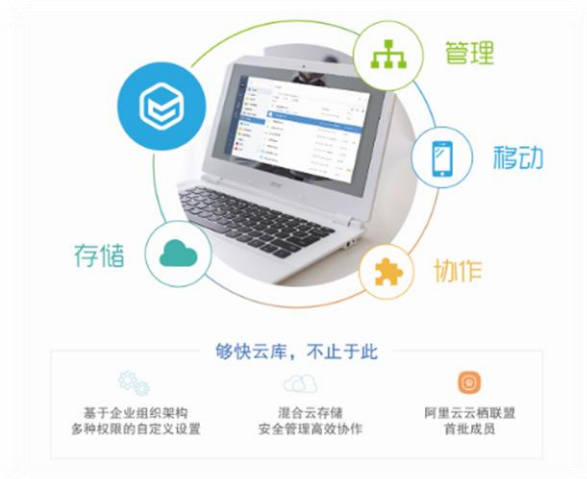 管理
移动
存储
协作
够快云库，不止于此
基于企业组织架构
多种权限的自定义设置
混合云存储
安全管理高效协作
阿里云云栖联盟
首批成员